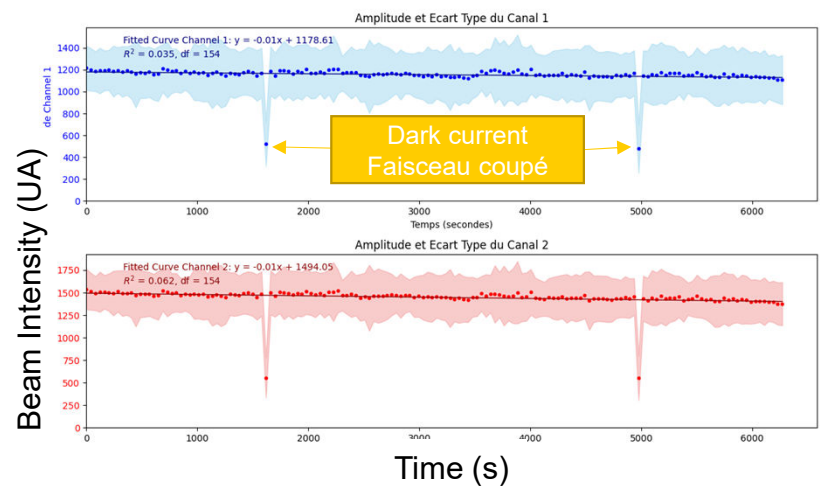 Amplitude et Ecart Type du Canal 1
Fitted Curve Channel 1: y = -0.01x + 1178.61
R² = 0.035, df = 154
de Channel 1
1400
1200
1000
800
600
400
200
0
Dark current
Faisceau coupé
0 1000 2000 3000 4000 5000 6000
Temps (secondes)
Beam Intensity (UA)
Amplitude et Ecart Type du Canal 2
Fitted Curve Channel 2: y = -0.01x + 1494.05
R² = 0.062, df = 154
1750
1500
1250
1000
750
500
250
0
0 1000 2000 3000 4000 5000 6000
Time (s)